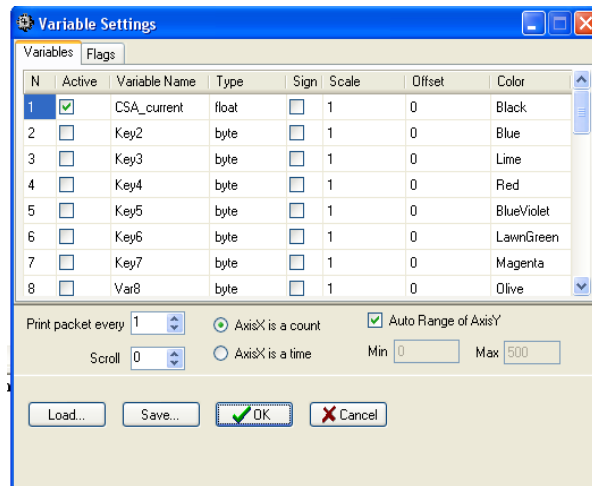 Variable Settings
Variables Flags
N Active Variable Name Type Sign Scale Offset Color
1 CSA_current float 1 0 Black
2 Key2 byte 1 0 Blue
3 Key3 byte 1 0 Lime
4 Key4 byte 1 0 Red
5 Key5 byte 1 0 BlueViolet
6 Key6 byte 1 0 LawnGreen
7 Key7 byte 1 0 Magenta
8 Var8 byte 1 0 Olive
Print packet every 1 AxisX is a count Auto Range of AxisY
Scroll 0 AxisX is a time Min 0 Max 500
Load... Save... OK Cancel